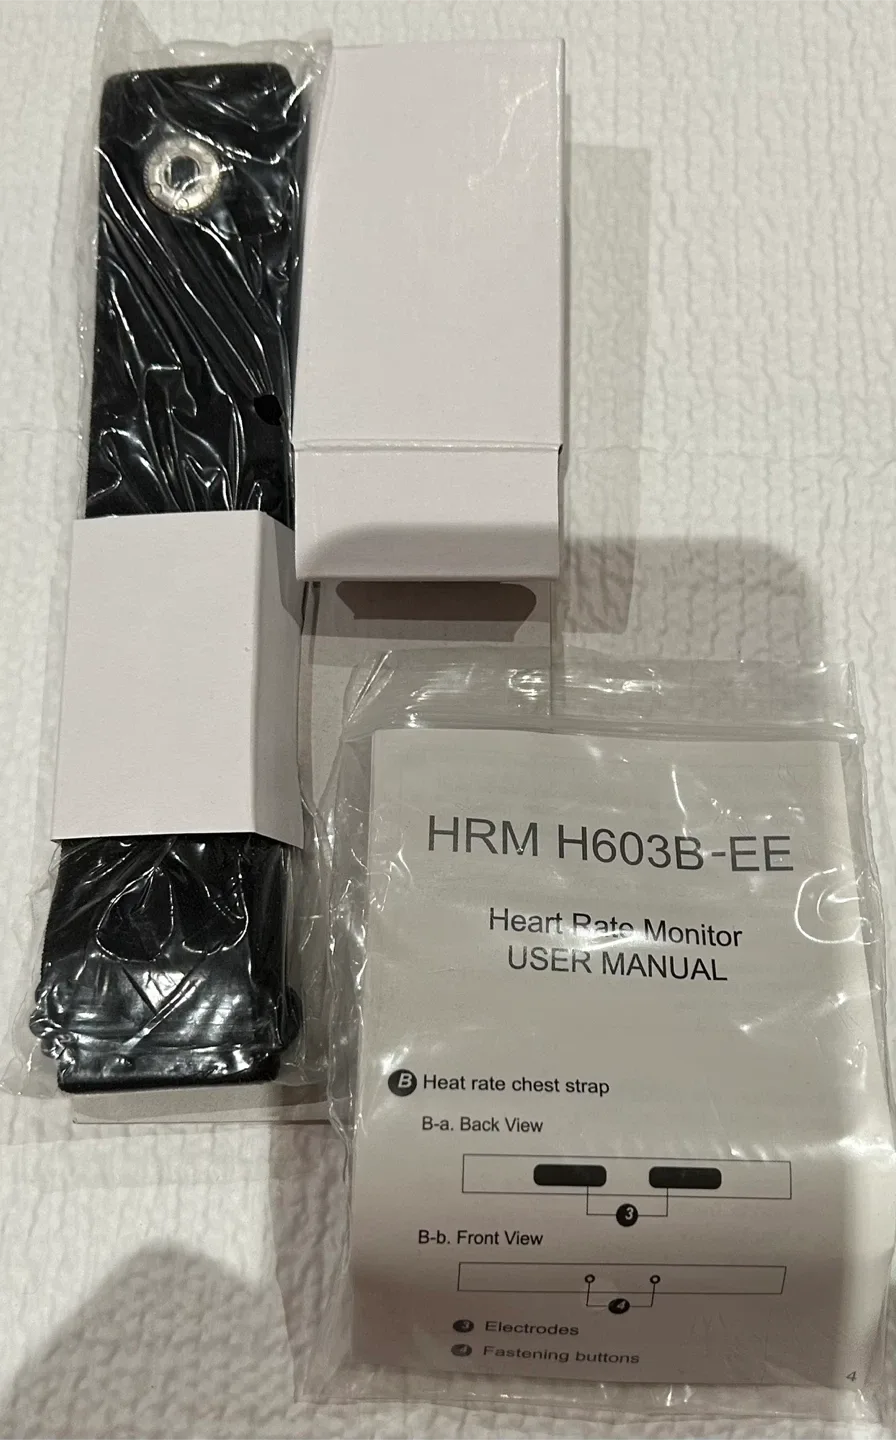 HRM H603B-EE
Heart Rate Monitor
USER MANUAL
B Heat rate chest strap
B-a. Back View
3
B-b. Front View
4
3 Electrodes
4 Fastening buttons
4